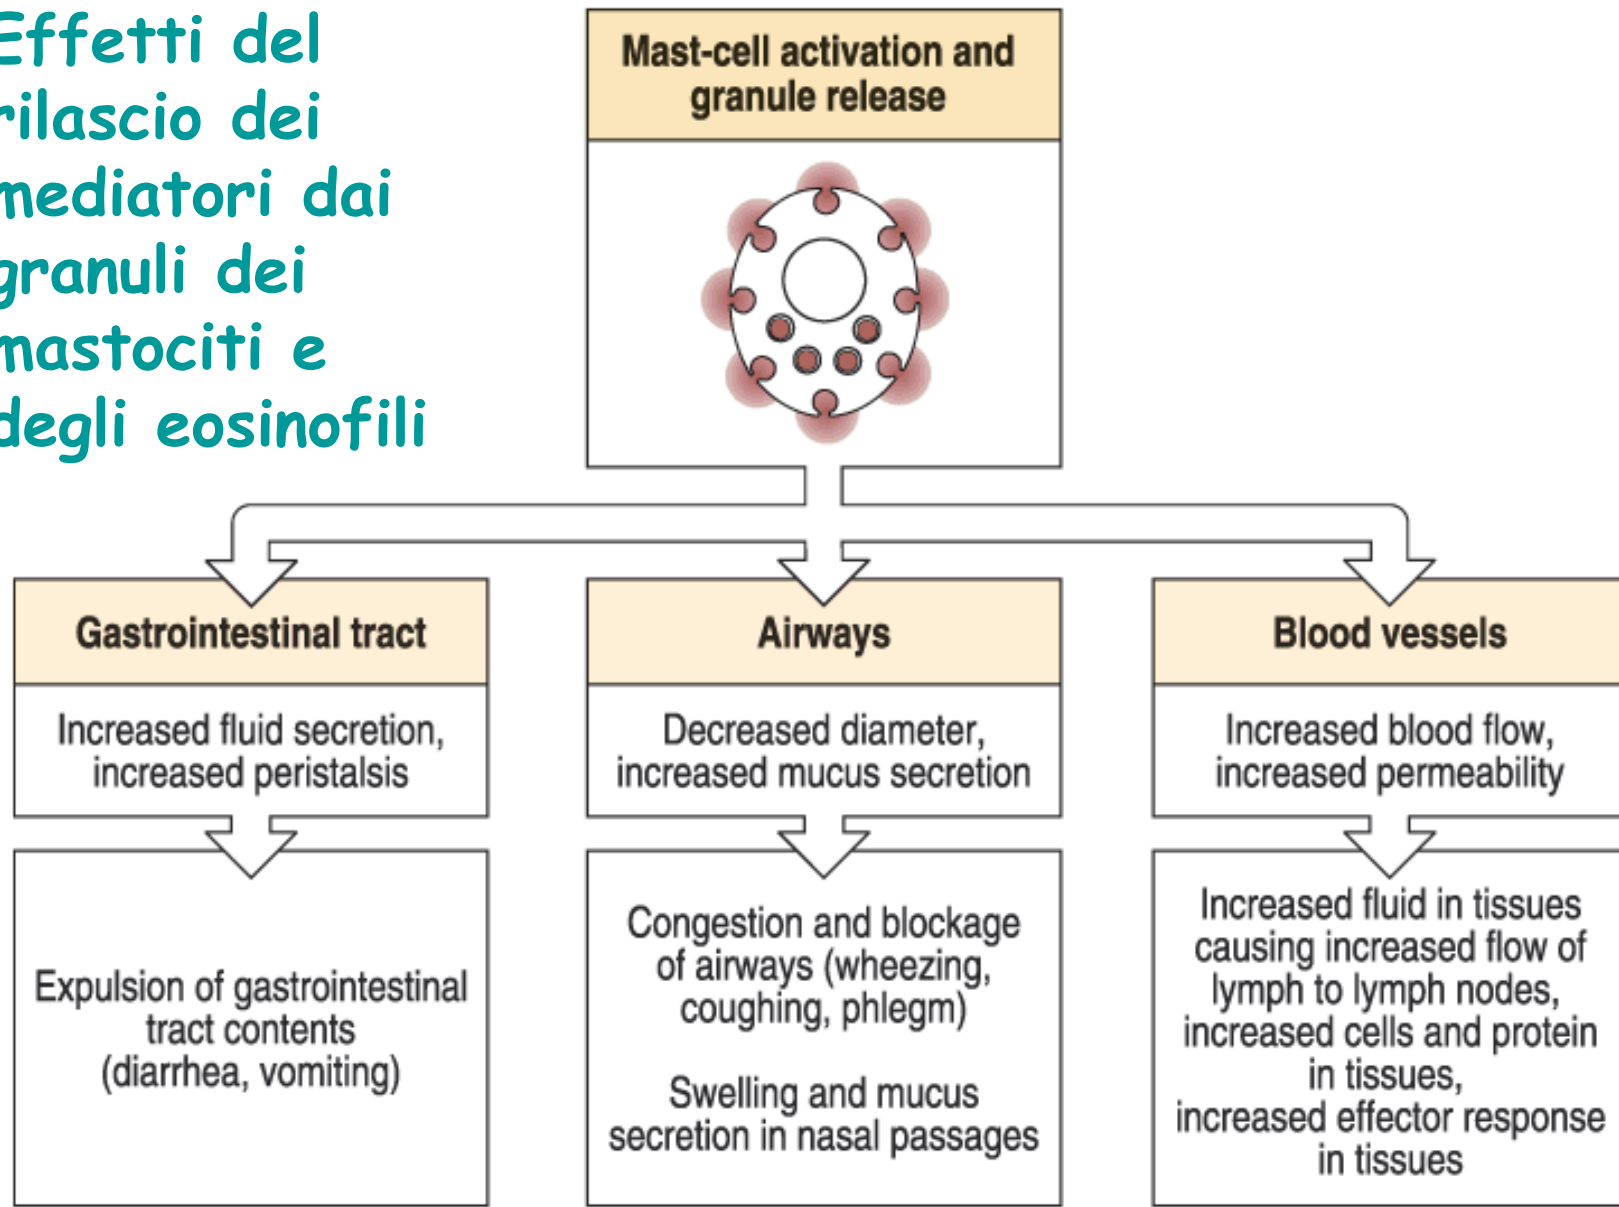 Effetti del
rilascio dei
mediatori dai
granuli dei
mastociti e
degli eosinofili
Mast-cell activation and
granule release
Gastrointestinal tract
Increased fluid secretion,
increased peristalsis
Expulsion of gastrointestinal
tract contents
(diarrhea, vomiting)
Airways
Decreased diameter,
increased mucus secretion
Congestion and blockage
of airways (wheezing,
coughing, phlegm)
Swelling and mucus
secretion in nasal passages
Blood vessels
Increased blood flow,
increased permeability
Increased fluid in tissues
causing increased flow of
lymph to lymph nodes,
increased cells and protein
in tissues,
increased effector response
in tissues